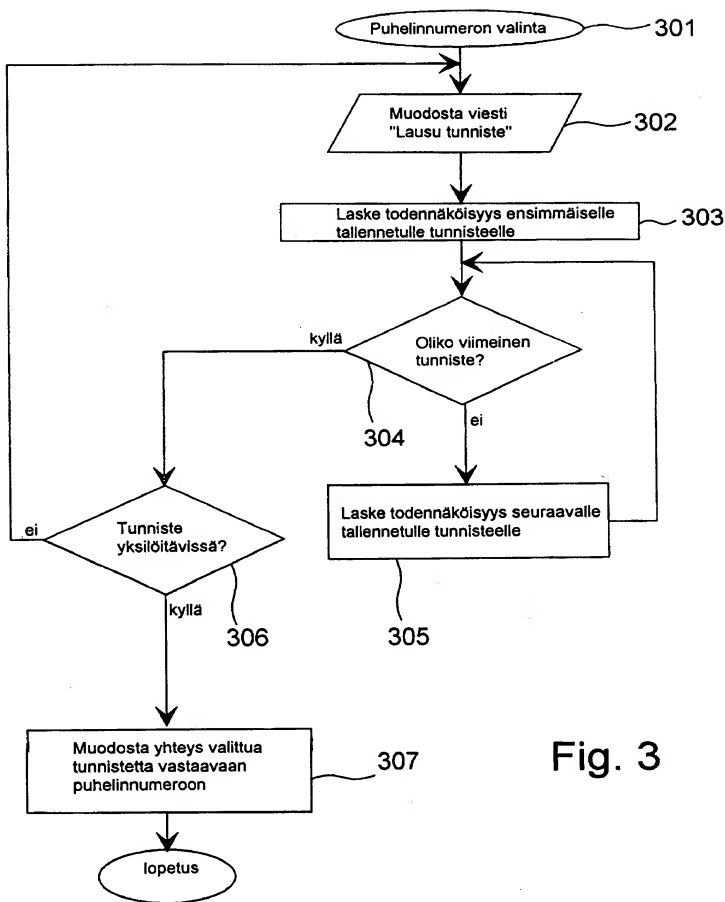 Puhelinnumeron valinta
301
Muodosta viesti
"Lausu tunniste"
302
Laske todennäköisyys ensimmäiselle
tallennetulle tunnisteelle
303
kyllä
Oliko viimeinen
tunniste?
304
ei
Laske todennäköisyys seuraavalle
tallennetulle tunnisteelle
305
ei
Tunniste
yksilöitävissä?
306
kyllä
Muodosta yhteys valittua
tunnistetta vastaavaan
puhelinnumeroon
307
lopetus
Fig. 3